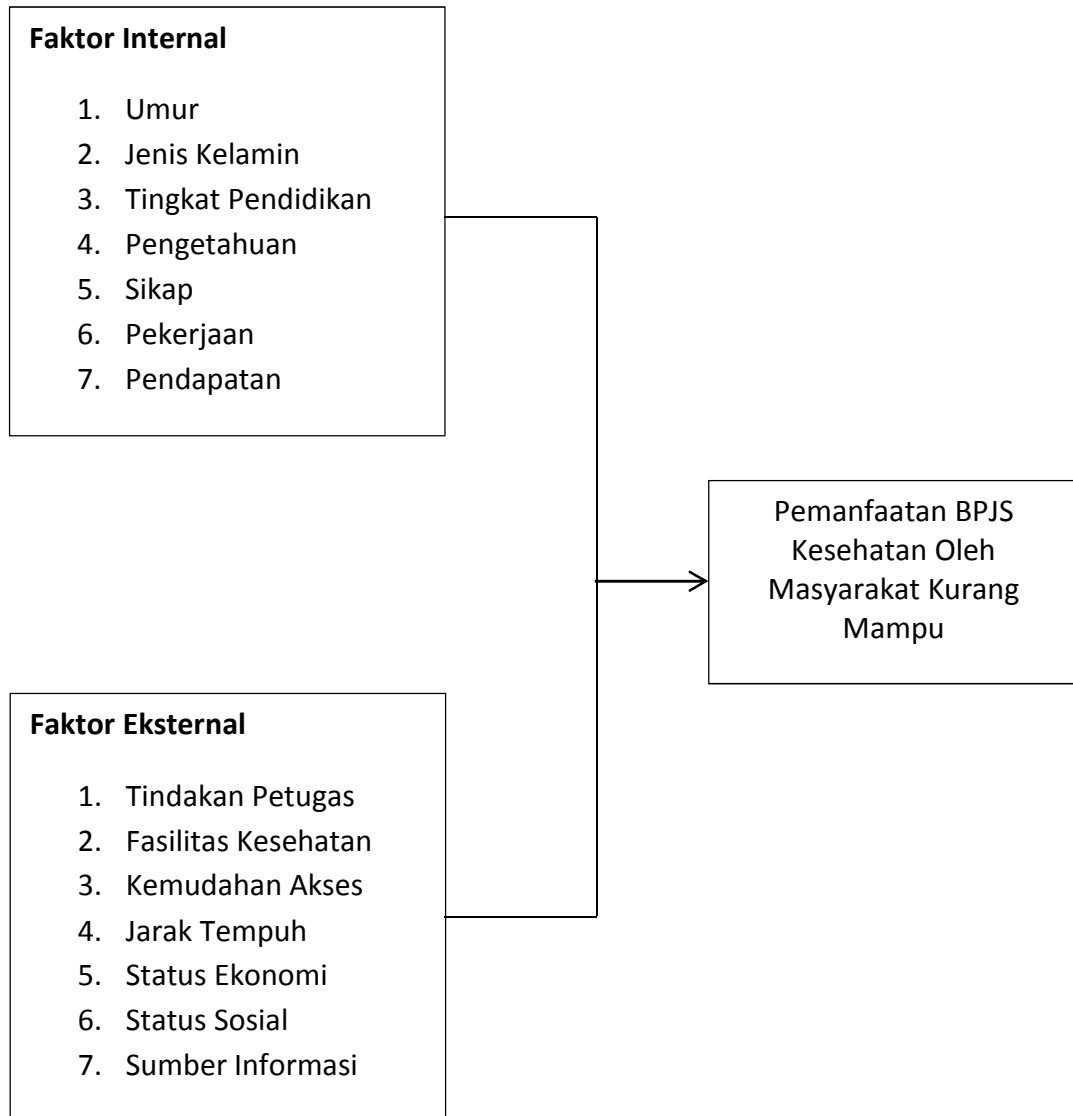 Faktor Internal
1. Umur
2. Jenis Kelamin
3. Tingkat Pendidikan
4. Pengetahuan
5. Sikap
6. Pekerjaan
7. Pendapatan
Pemanfaatan BPJS
Kesehatan Oleh
Masyarakat Kurang
Mampu
Faktor Eksternal
1. Tindakan Petugas
2. Fasilitas Kesehatan
3. Kemudahan Akses
4. Jarak Tempuh
5. Status Ekonomi
6. Status Sosial
7. Sumber Informasi